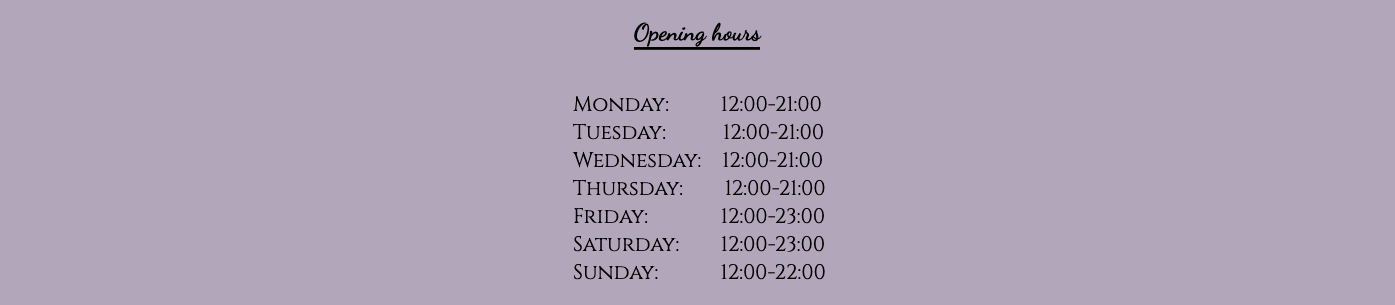 Opening hours
Monday: 12:00-21:00
Tuesday: 12:00-21:00
Wednesday: 12:00-21:00
Thursday: 12:00-21:00
Friday: 12:00-23:00
Saturday: 12:00-23:00
Sunday: 12:00-22:00